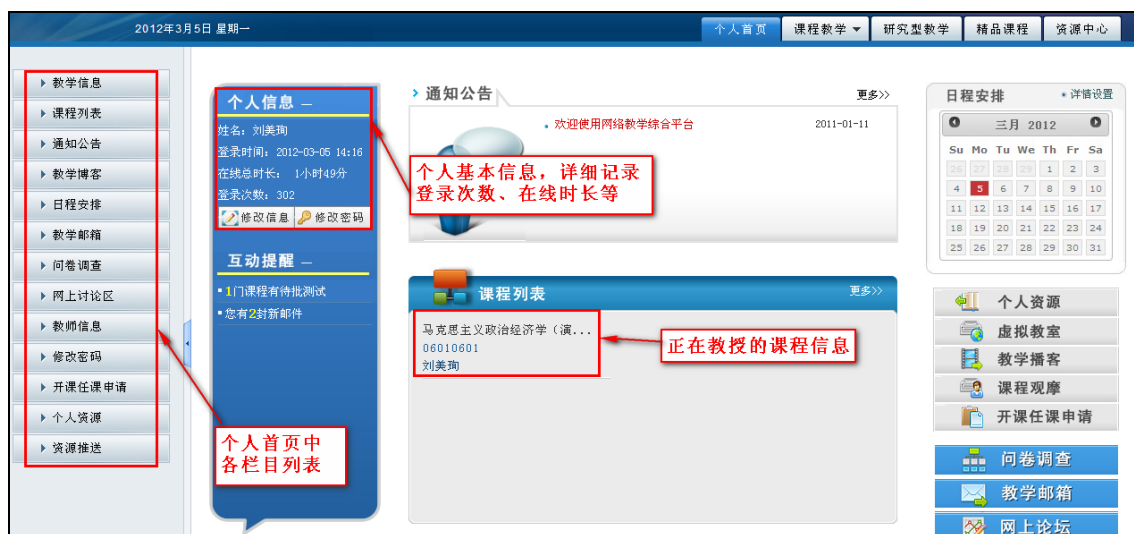 2012年3月5日 星期一
个人首页 课程教学 研究型教学 精品课程 资源中心
教学信息
课程列表
通知公告
教学博客
日程安排
教学邮箱
问卷调查
网上讨论区
教师信息
修改密码
开课任课申请
个人资源
资源推送
个人首页中
各栏目列表
个人信息
姓名：刘美珣
登录时间：2012-03-05 14:16
在线总时长： 1小时49分
登录次数：302
修改信息 修改密码
互动提醒
1门课程有待批测试
您有2封新邮件
通知公告 更多>>
欢迎使用网络教学综合平台 2011-01-11
个人基本信息，详细记录
登录次数、在线时长等
课程列表 更多>>
马克思主义政治经济学（演...
06010601
刘美珣
正在教授的课程信息
日程安排 详情设置
三月 2012
Su Mo Tu We Th Fr Sa
26 27 28 29 1 2 3
4 5 6 7 8 9 10
11 12 13 14 15 16 17
18 19 20 21 22 23 24
25 26 27 28 29 30 31
个人资源
虚拟教室
教学播客
课程观摩
开课任课申请
问卷调查
教学邮箱
网上论坛